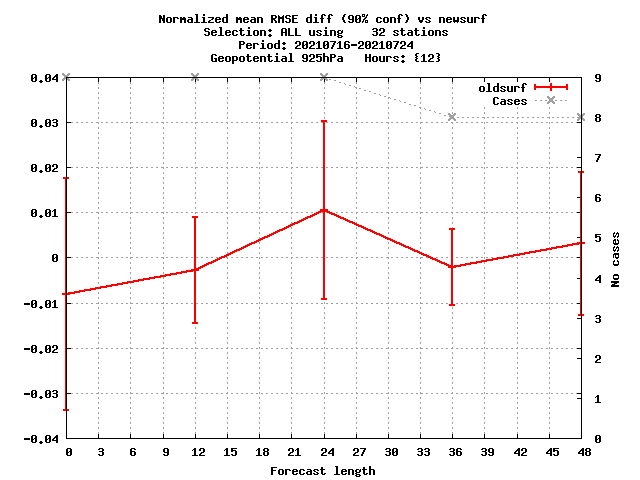 Normalized mean RMSE diff (90% conf) vs newsurf
Selection: ALL using    32 stations
Period: 20210716-20210724
Geopotential 925hPa   Hours: {12}
oldsurf
Cases
0.04
0.03
0.02
0.01
0
-0.01
-0.02
-0.03
-0.04
9
8
7
6
5
4
3
2
1
0
No cases
0 3 6 9 12 15 18 21 24 27 30 33 36 39 42 45 48
Forecast length